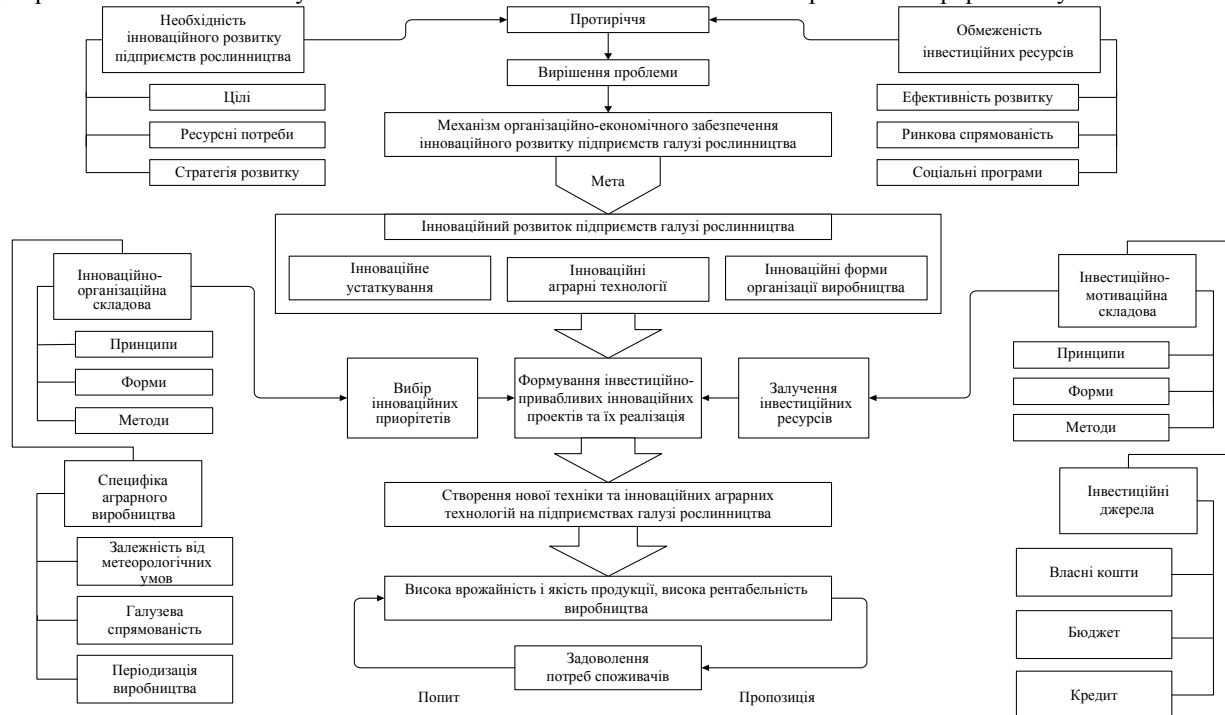 Необхідність
інноваційного розвитку
підприємств рослинництва
Протиріччя
Обмеженість
інвестиційних ресурсів
Вирішення проблеми
Цілі
Ефективність розвитку
Механізм організаційно-економічного забезпечення
інноваційного розвитку підприємств галузі рослинництва
Ресурсні потреби
Ринкова спрямованість
Стратегія розвитку
Мета
Соціальні програми
Інноваційний розвиток підприємств галузі рослинництва
Інноваційне
устаткування
Інноваційні
аграрні технології
Інноваційні форми
організації виробництва
Інноваційно-
організаційна
складова
Інвестиційно-
мотиваційна
складова
Принципи
Форми
Методи
Принципи
Форми
Методи
Вибір
інноваційних
пріоритетів
Формування інвестиційно-
привабливих інноваційних
проектів та їх реалізація
Залучення
інвестиційних
ресурсів
Специфіка
аграрного
виробництва
Створення нової техніки та інноваційних аграрних
технологій на підприємствах галузі рослинництва
Інвестиційні
джерела
Залежність від
метеорологічних
умов
Галузева
спрямованість
Періодизація
виробництва
Висока врожайність і якість продукції, висока рентабельність
виробництва
Власні кошти
Бюджет
Кредит
Задоволення
потреб споживачів
Попит
Пропозиція